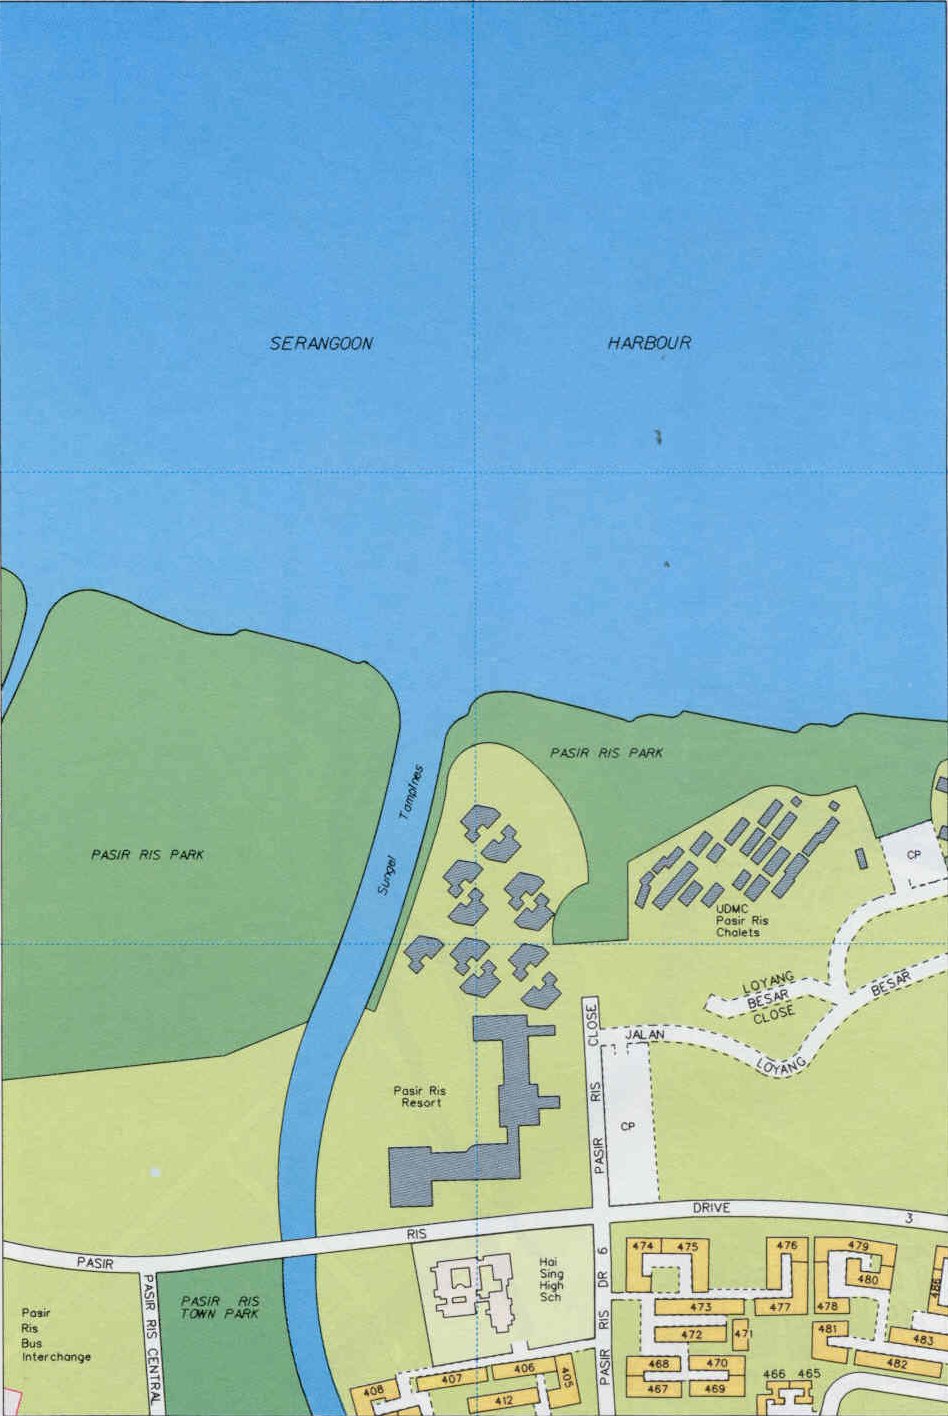 SERANGOON HARBOUR
PASIR RIS PARK
Sungei Tampines
PASIR RIS PARK
CP
UDMC
Pasir Ris
Chalets
LOYANG
BESAR
CLOSE
JALAN LOYANG BESAR
PASIR RIS CLOSE
Pasir Ris
Resort
CP
PASIR RIS DRIVE 3
PASIR RIS CENTRAL
PASIR RIS
TOWN PARK
Pasir
Ris
Bus
Interchange
Hai
Sing
High
Sch
PASIR RIS DR 6
474 475 476 479
480
486
473 477 478
472 471 481 483
482
468 470
467 469
466 465
408 407 406 405
412